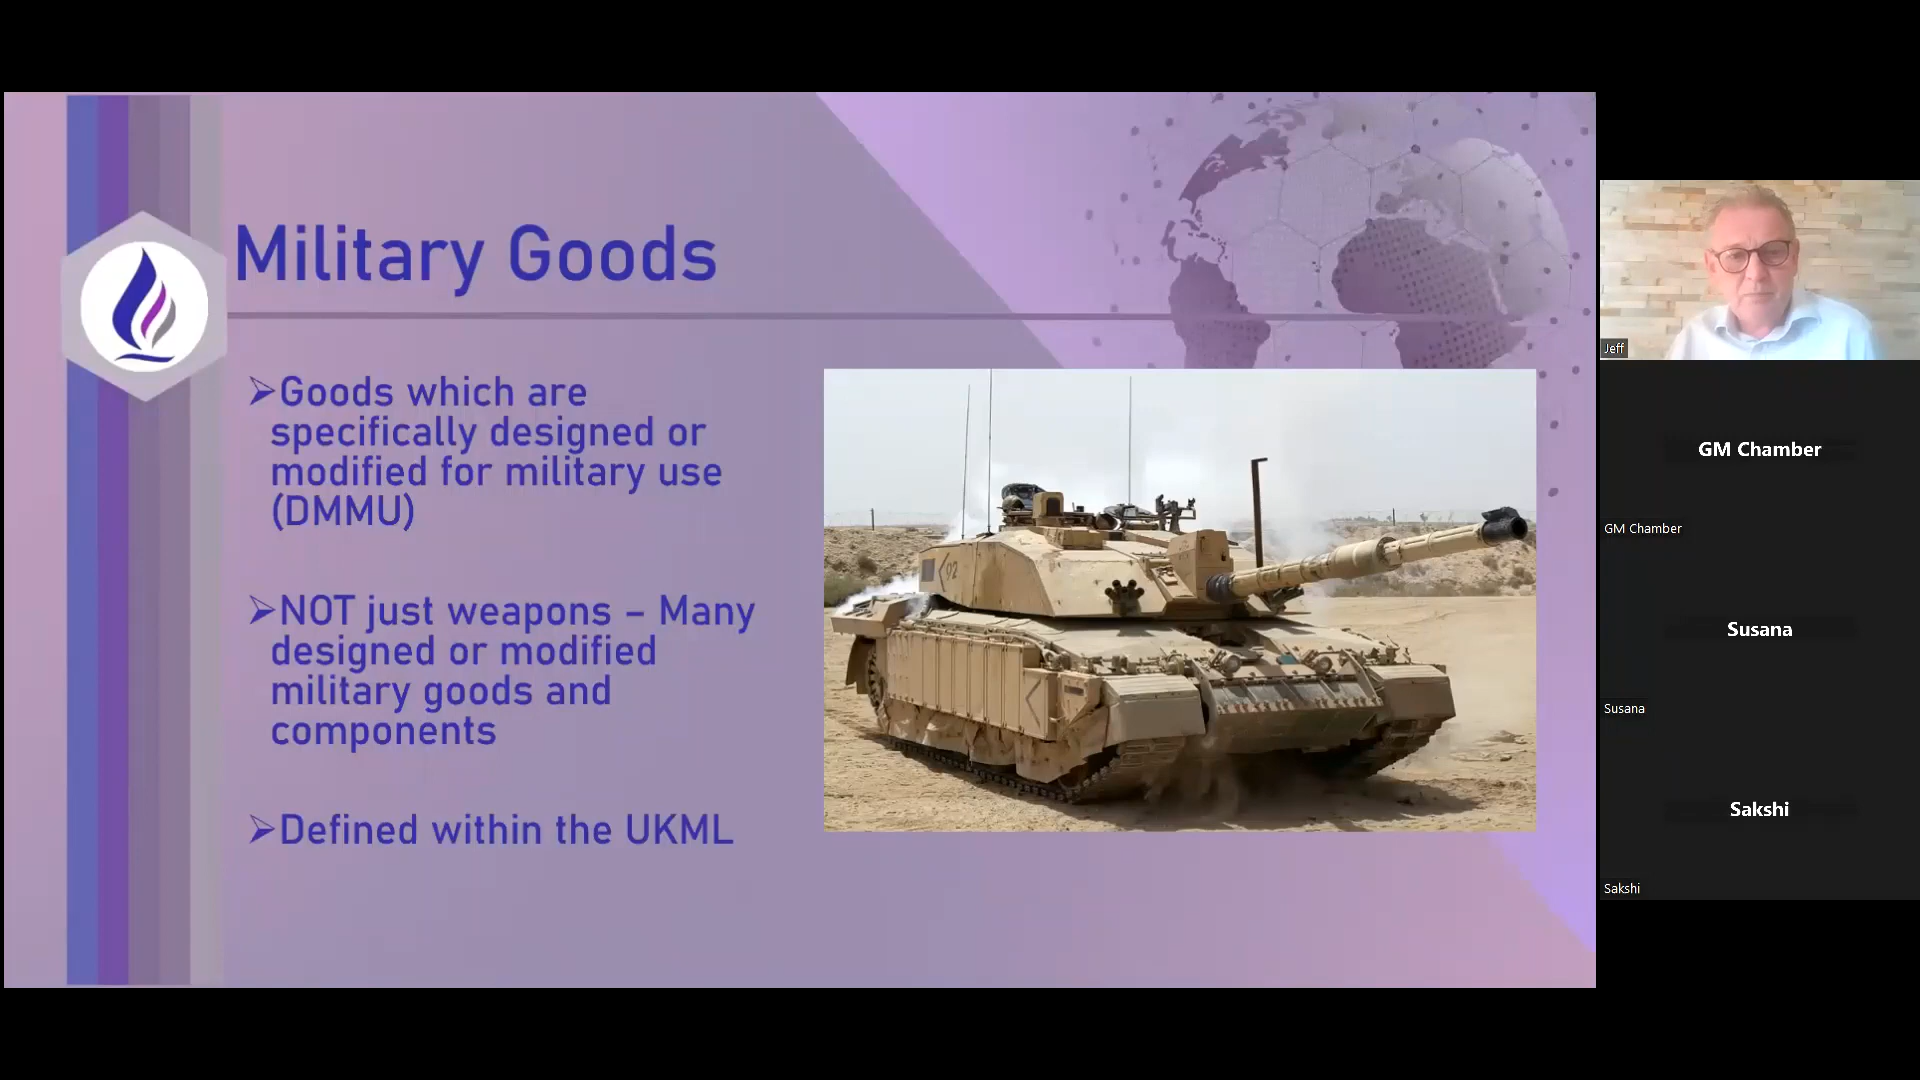 Military Goods
➢Goods which are
specifically designed or
modified for military use
(DMMU)
➢NOT just weapons – Many
designed or modified
military goods and
components
➢Defined within the UKML
92
Jeff
GM Chamber
GM Chamber
Susana
Susana
Sakshi
Sakshi